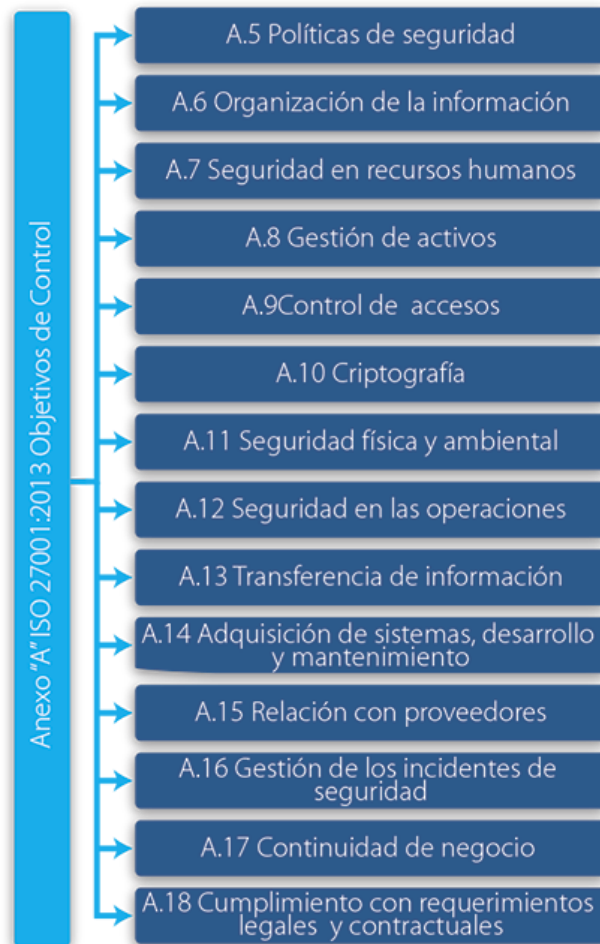 Anexo "A" ISO 27001:2013 Objetivos de Control
A.5 Políticas de seguridad
A.6 Organización de la información
A.7 Seguridad en recursos humanos
A.8 Gestión de activos
A.9Control de accesos
A.10 Criptografía
A.11 Seguridad física y ambiental
A.12 Seguridad en las operaciones
A.13 Transferencia de información
A.14 Adquisición de sistemas, desarrollo
y mantenimiento
A.15 Relación con proveedores
A.16 Gestión de los incidentes de
seguridad
A.17 Continuidad de negocio
A.18 Cumplimiento con requerimientos
legales y contractuales